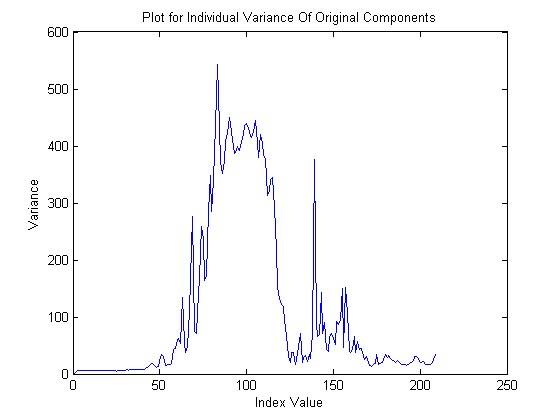 Plot for Individual Variance Of Original Components
600
500
400
300
200
100
0
Variance
0 50 100 150 200 250
Index Value